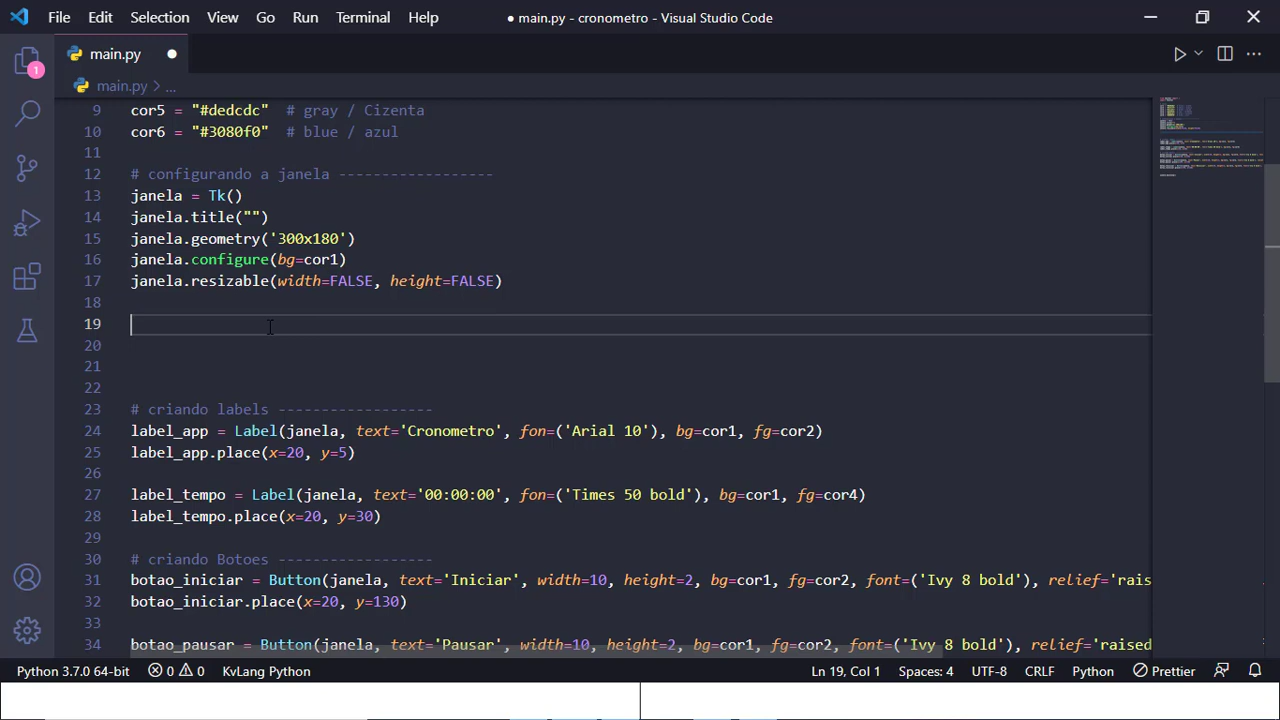 File Edit Selection View Go Run Terminal Help ● main.py - cronometro - Visual Studio Code
main.py
main.py > ...
1
9 cor5 = "#dedcdc" # gray / Cizenta
10 cor6 = "#3080f0" # blue / azul
11
12 # configurando a janela ------------------
13 janela = Tk()
14 janela.title("")
15 janela.geometry('300x180')
16 janela.configure(bg=cor1)
17 janela.resizable(width=FALSE, height=FALSE)
18
19
20
21
22
23 # criando labels ------------------
24 label_app = Label(janela, text='Cronometro', fon=('Arial 10'), bg=cor1, fg=cor2)
25 label_app.place(x=20, y=5)
26
27 label_tempo = Label(janela, text='00:00:00', fon=('Times 50 bold'), bg=cor1, fg=cor4)
28 label_tempo.place(x=20, y=30)
29
30 # criando Botoes ------------------
31 botao_iniciar = Button(janela, text='Iniciar', width=10, height=2, bg=cor1, fg=cor2, font=('Ivy 8 bold'), relief='rais
32 botao_iniciar.place(x=20, y=130)
33
34 botao_pausar = Button(janela, text='Pausar', width=10, height=2, bg=cor1, fg=cor2, font=('Ivy 8 bold'), relief='raised
Python 3.7.0 64-bit 0 0 KvLang Python Ln 19, Col 1 Spaces: 4 UTF-8 CRLF Python Prettier